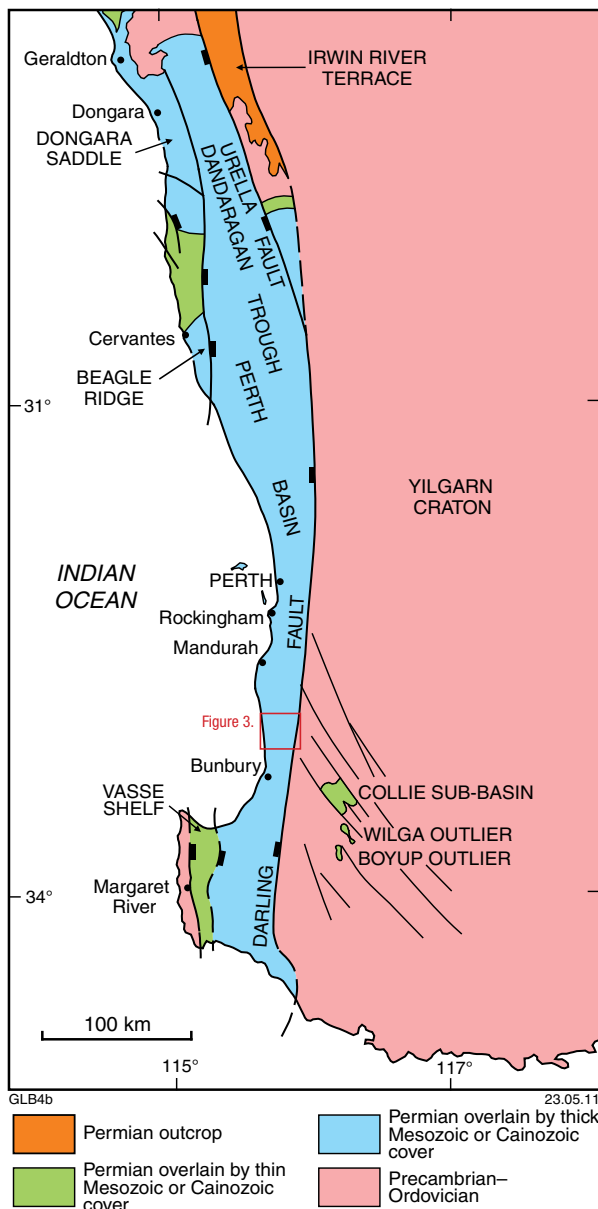 Geraldton
IRWIN RIVER
TERRACE
Dongara
DONGARA
SADDLE
URELLA
FAULT
DANDARAGAN
TROUGH
PERTH
BASIN
Cervantes
BEAGLE
RIDGE
31°
YILGARN
CRATON
INDIAN
OCEAN
PERTH
Rockingham
Mandurah
FAULT
Figure 3.
Bunbury
VASSE
SHELF
COLLIE SUB-BASIN
WILGA OUTLIER
BOYUP OUTLIER
Margaret
River
34°
DARLING
100 km
115°
117°
GLB4b
23.05.11
Permian outcrop
Permian overlain by thin
Mesozoic or Cainozoic
cover
Permian overlain by thick
Mesozoic or Cainozoic
cover
Precambrian–
Ordovician